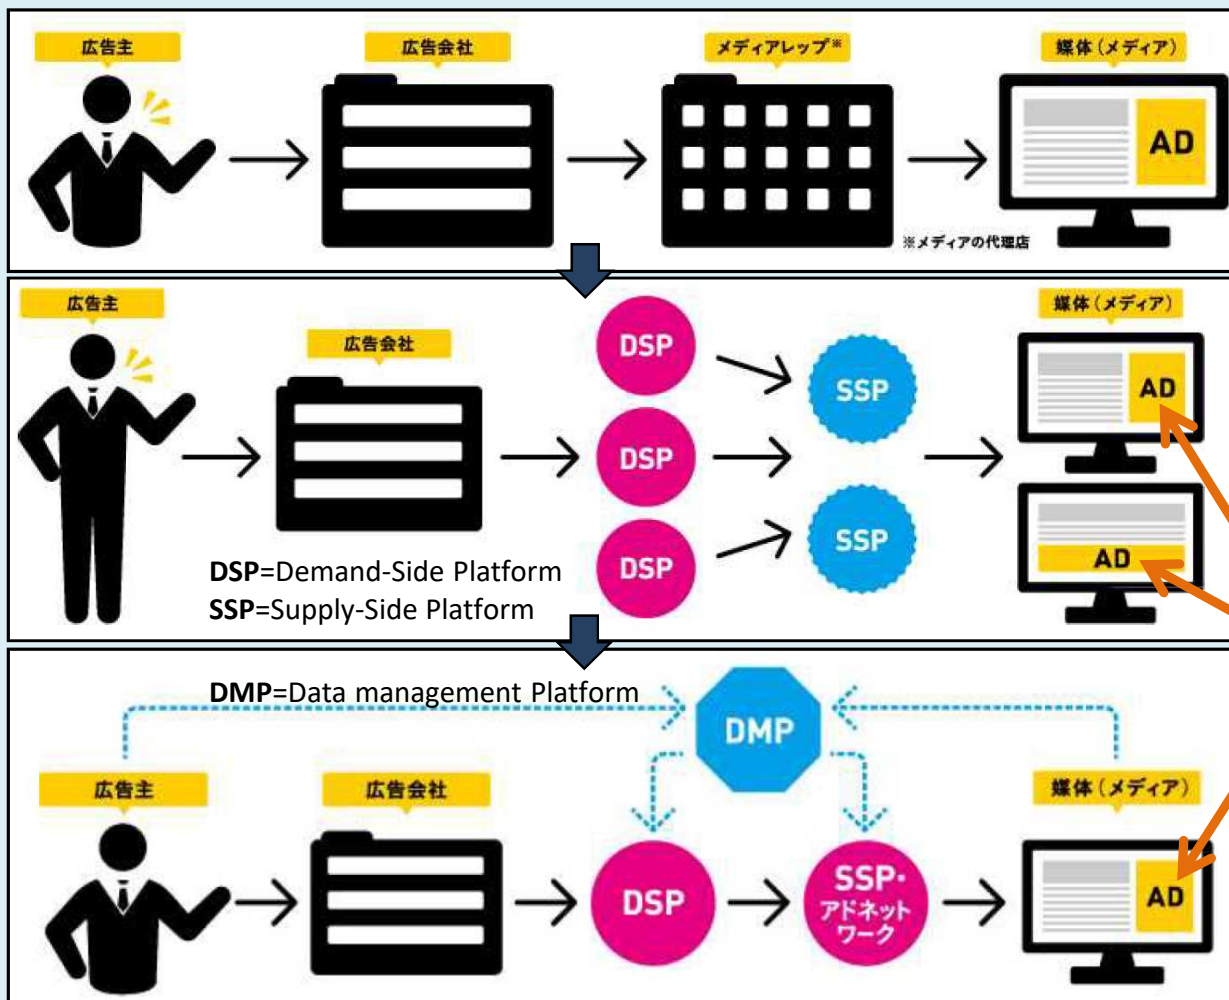 広告主
広告会社
メディアレップ※
媒体（メディア）
AD
※メディアの代理店
広告主
広告会社
DSP
DSP
DSP
SSP
SSP
媒体（メディア）
AD
AD
DSP=Demand-Side Platform
SSP=Supply-Side Platform
DMP=Data management Platform
DMP
広告主
広告会社
DSP
SSP・
アドネット
ワーク
媒体（メディア）
AD